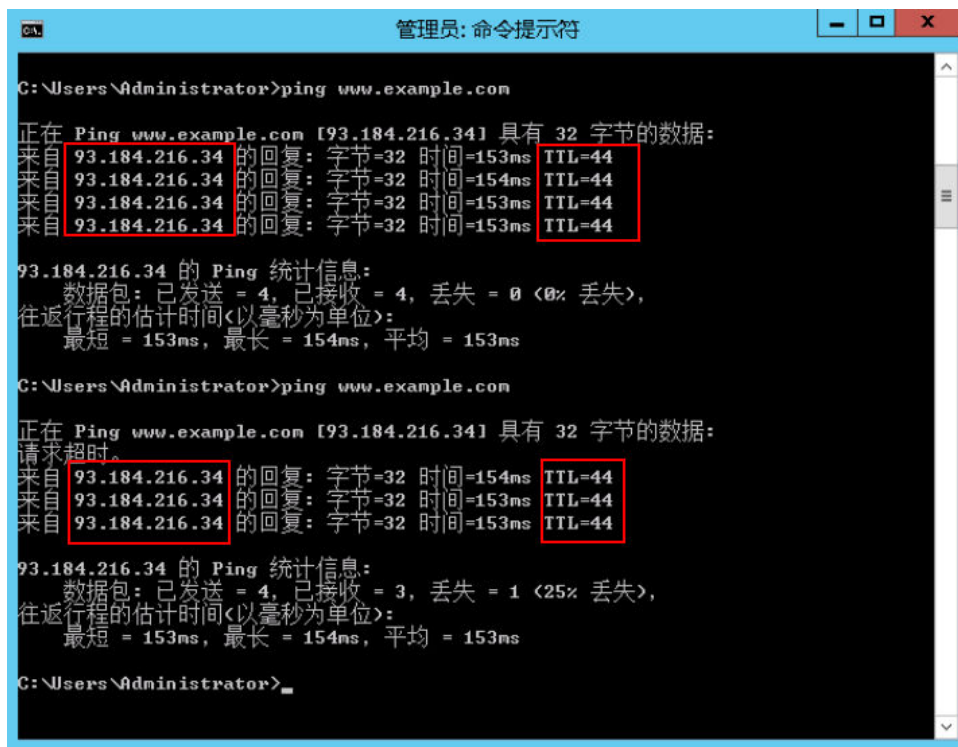 管理员: 命令提示符
C:\Users\Administrator>ping www.example.com
正在 Ping www.example.com [93.184.216.34] 具有 32 字节的数据:
来自 93.184.216.34 的回复: 字节=32 时间=153ms TTL=44
来自 93.184.216.34 的回复: 字节=32 时间=154ms TTL=44
来自 93.184.216.34 的回复: 字节=32 时间=153ms TTL=44
来自 93.184.216.34 的回复: 字节=32 时间=153ms TTL=44
93.184.216.34 的 Ping 统计信息:
数据包: 已发送 = 4, 已接收 = 4, 丢失 = 0 (0% 丢失),
往返行程的估计时间(以毫秒为单位):
最短 = 153ms, 最长 = 154ms, 平均 = 153ms
C:\Users\Administrator>ping www.example.com
正在 Ping www.example.com [93.184.216.34] 具有 32 字节的数据:
请求超时。
来自 93.184.216.34 的回复: 字节=32 时间=154ms TTL=44
来自 93.184.216.34 的回复: 字节=32 时间=153ms TTL=44
来自 93.184.216.34 的回复: 字节=32 时间=153ms TTL=44
93.184.216.34 的 Ping 统计信息:
数据包: 已发送 = 4, 已接收 = 3, 丢失 = 1 (25% 丢失),
往返行程的估计时间(以毫秒为单位):
最短 = 153ms, 最长 = 154ms, 平均 = 153ms
C:\Users\Administrator>